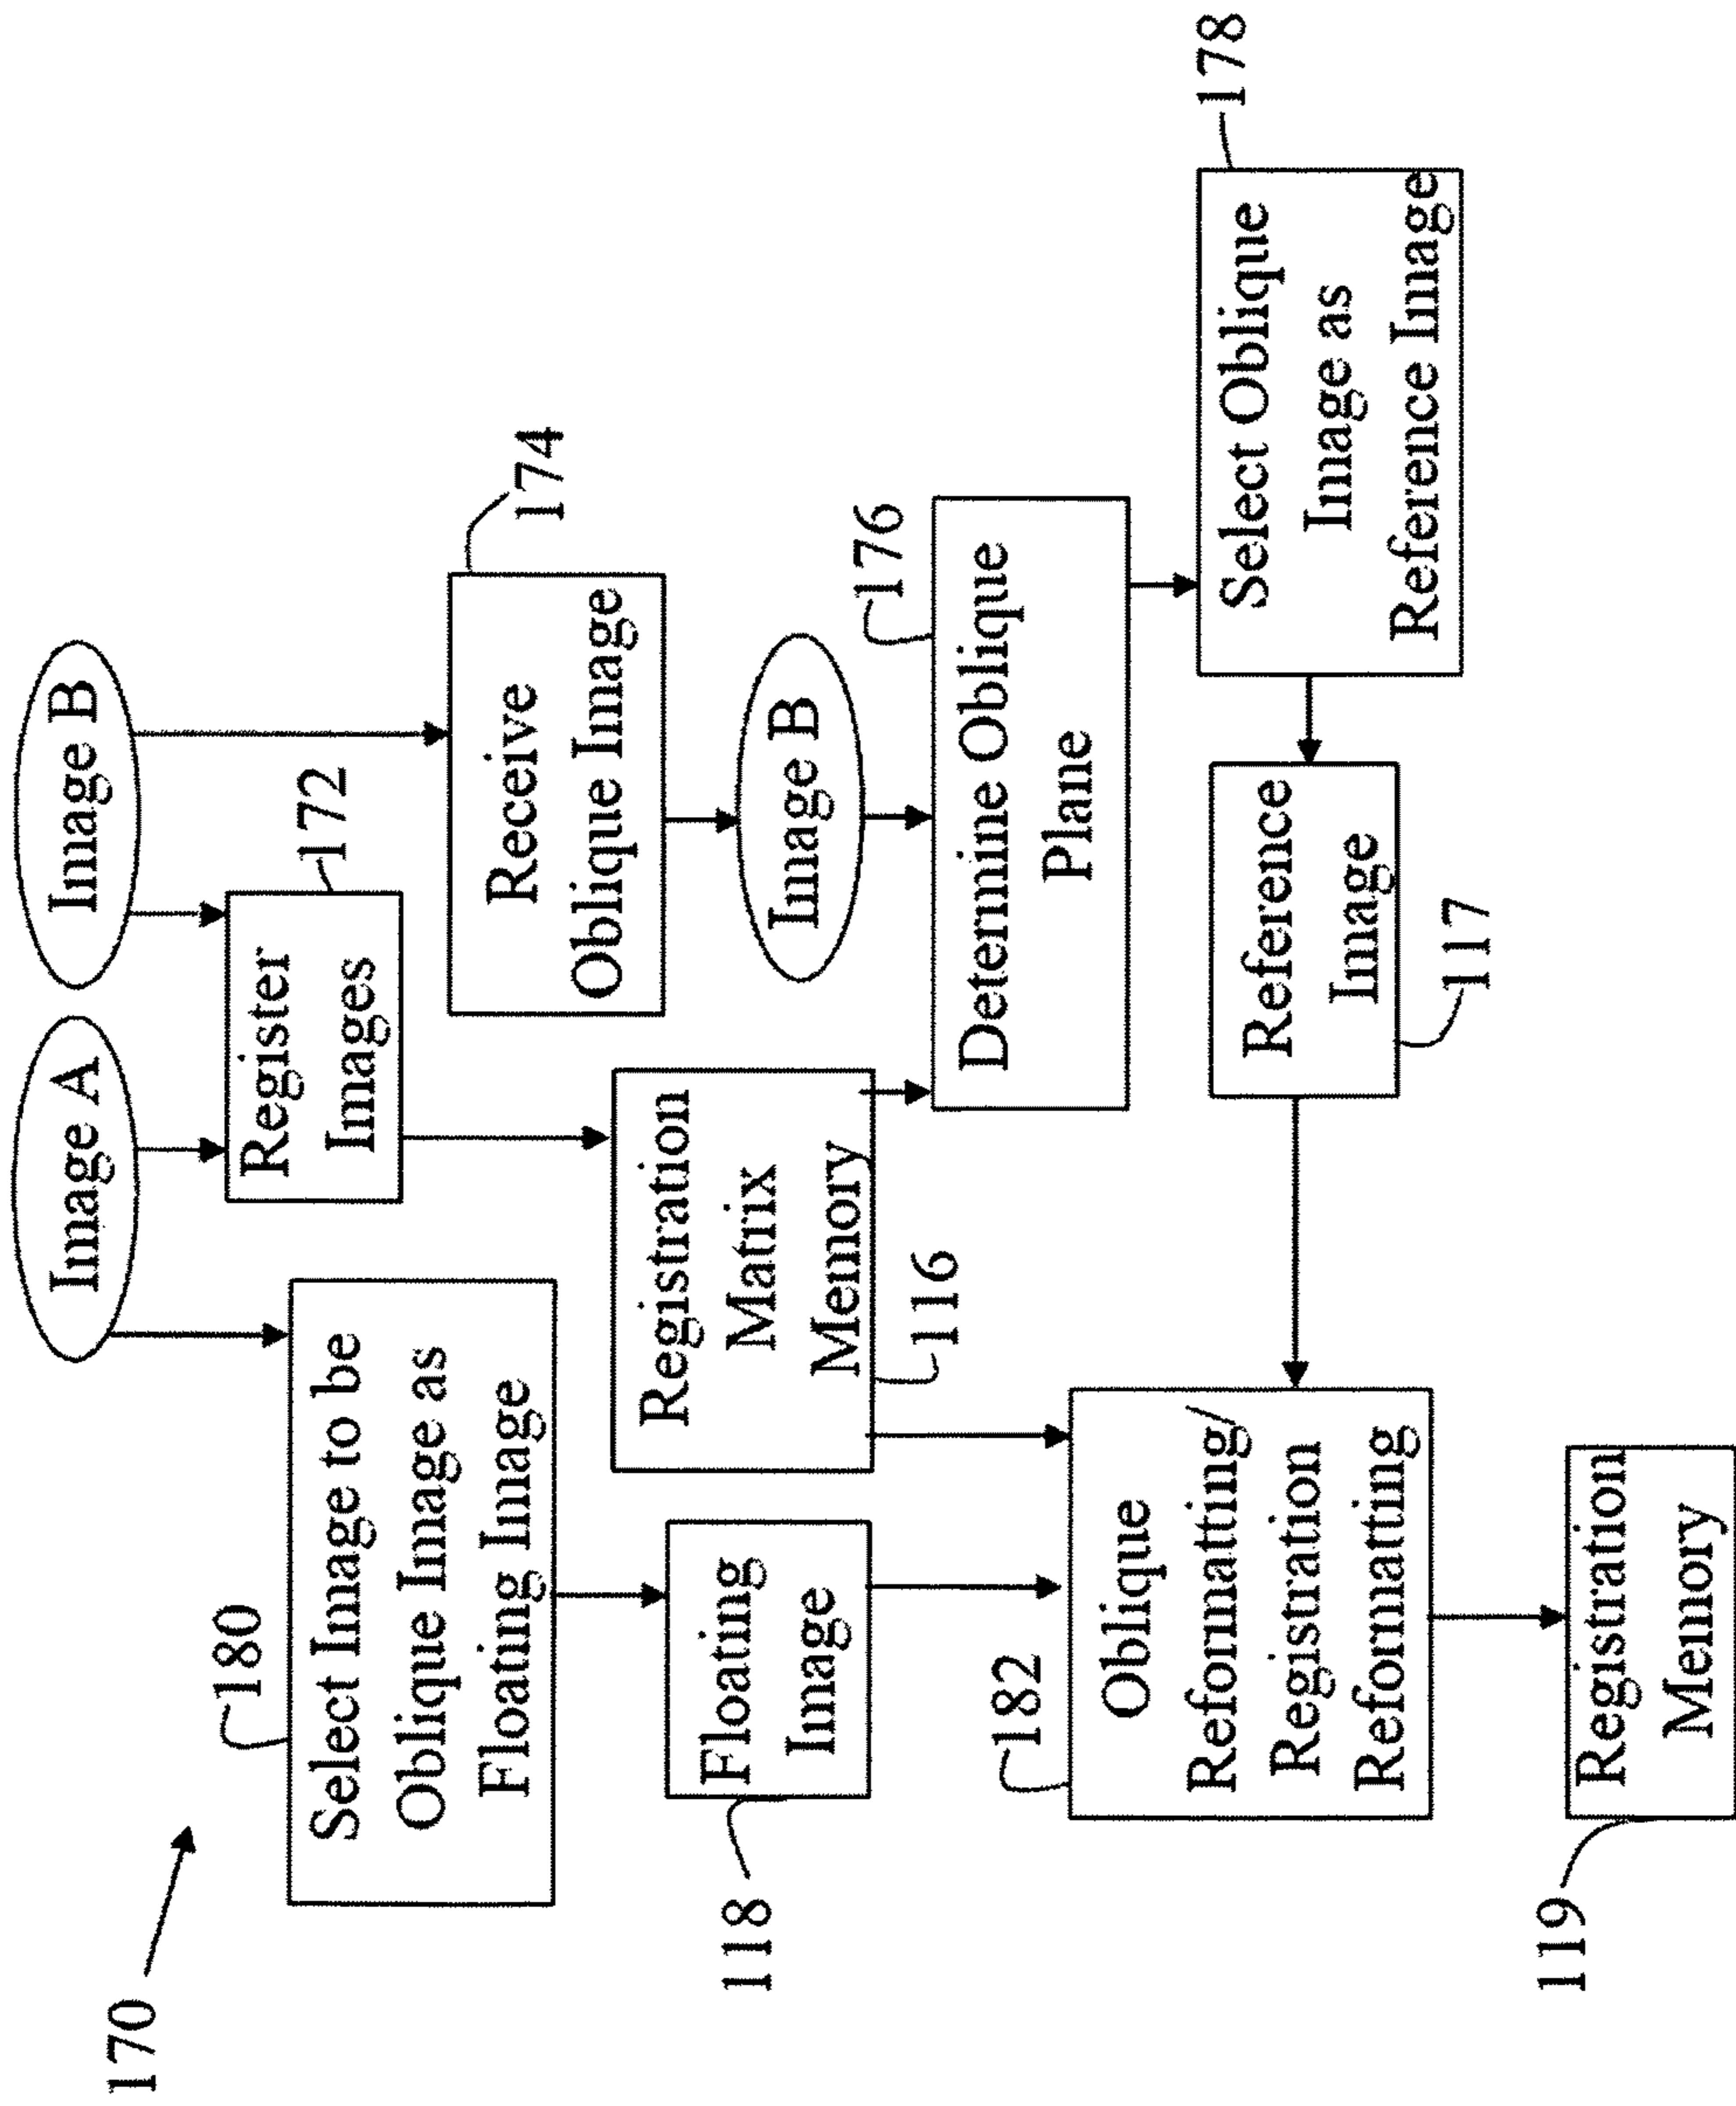 170
Image A
Image B
180
Select Image to be
Oblique Image as
Floating Image
Register
Images
172
Receive
Oblique Image
174
118
Floating
Image
Registration
Matrix
Memory
116
Image B
182
Oblique
Reformatting/
Registration
Reformatting
Determine Oblique
Plane
176
Reference
Image
117
Select Oblique
Image as
Reference Image
178
119
Registration
Memory